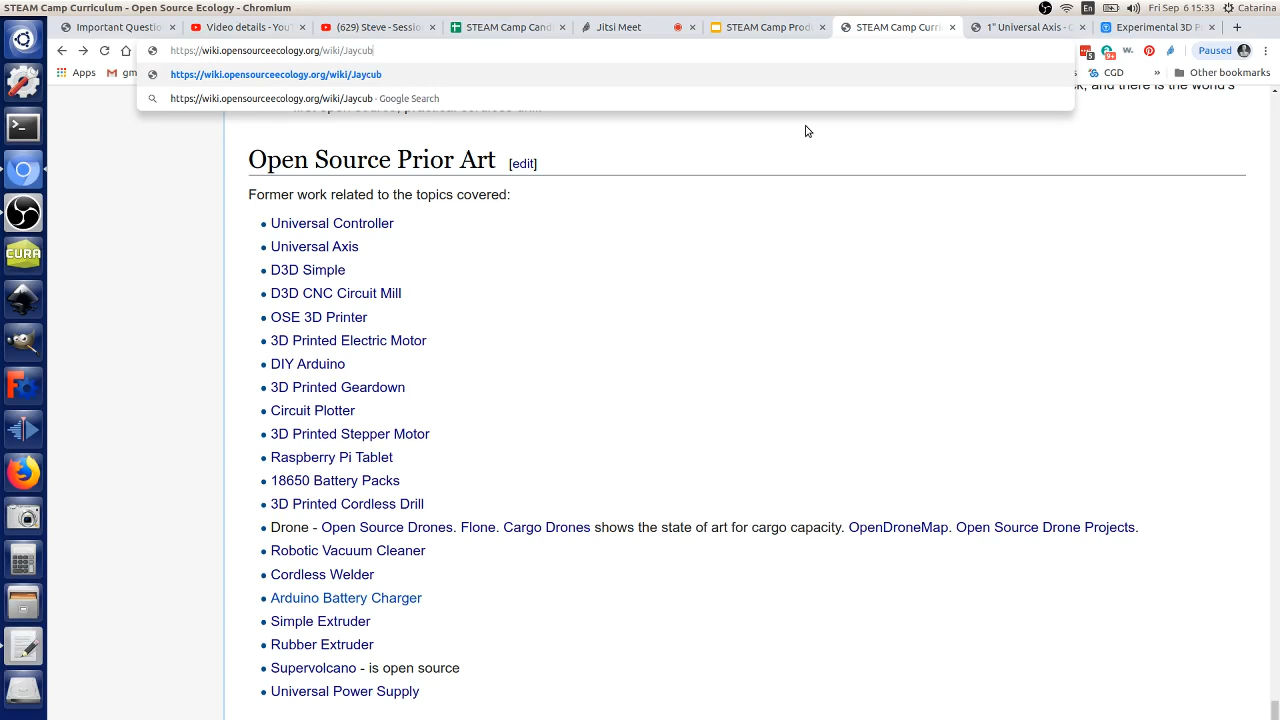 STEAM Camp Curriculum - Open Source Ecology - Chromium
En
Fri Sep 6 15:33
Catarina
Important Questio
Video details - You
(629) Steve - Sessio
STEAM Camp Cand
Jitsi Meet
STEAM Camp Produ
STEAM Camp Curri
1" Universal Axis - O
Experimental 3D P
https://wiki.opensourceecology.org/wiki/Jaycub
5
9+
W.
Paused
https://wiki.opensourceecology.org/wiki/Jaycub
https://wiki.opensourceecology.org/wiki/Jaycub - Google Search
Apps
gm
CGD
»
Other bookmarks
Open Source Prior Art [edit]
Former work related to the topics covered:
Universal Controller
Universal Axis
D3D Simple
D3D CNC Circuit Mill
OSE 3D Printer
3D Printed Electric Motor
DIY Arduino
3D Printed Geardown
Circuit Plotter
3D Printed Stepper Motor
Raspberry Pi Tablet
18650 Battery Packs
3D Printed Cordless Drill
Drone - Open Source Drones. Flone. Cargo Drones shows the state of art for cargo capacity. OpenDroneMap. Open Source Drone Projects.
Robotic Vacuum Cleaner
Cordless Welder
Arduino Battery Charger
Simple Extruder
Rubber Extruder
Supervolcano - is open source
Universal Power Supply
CURA